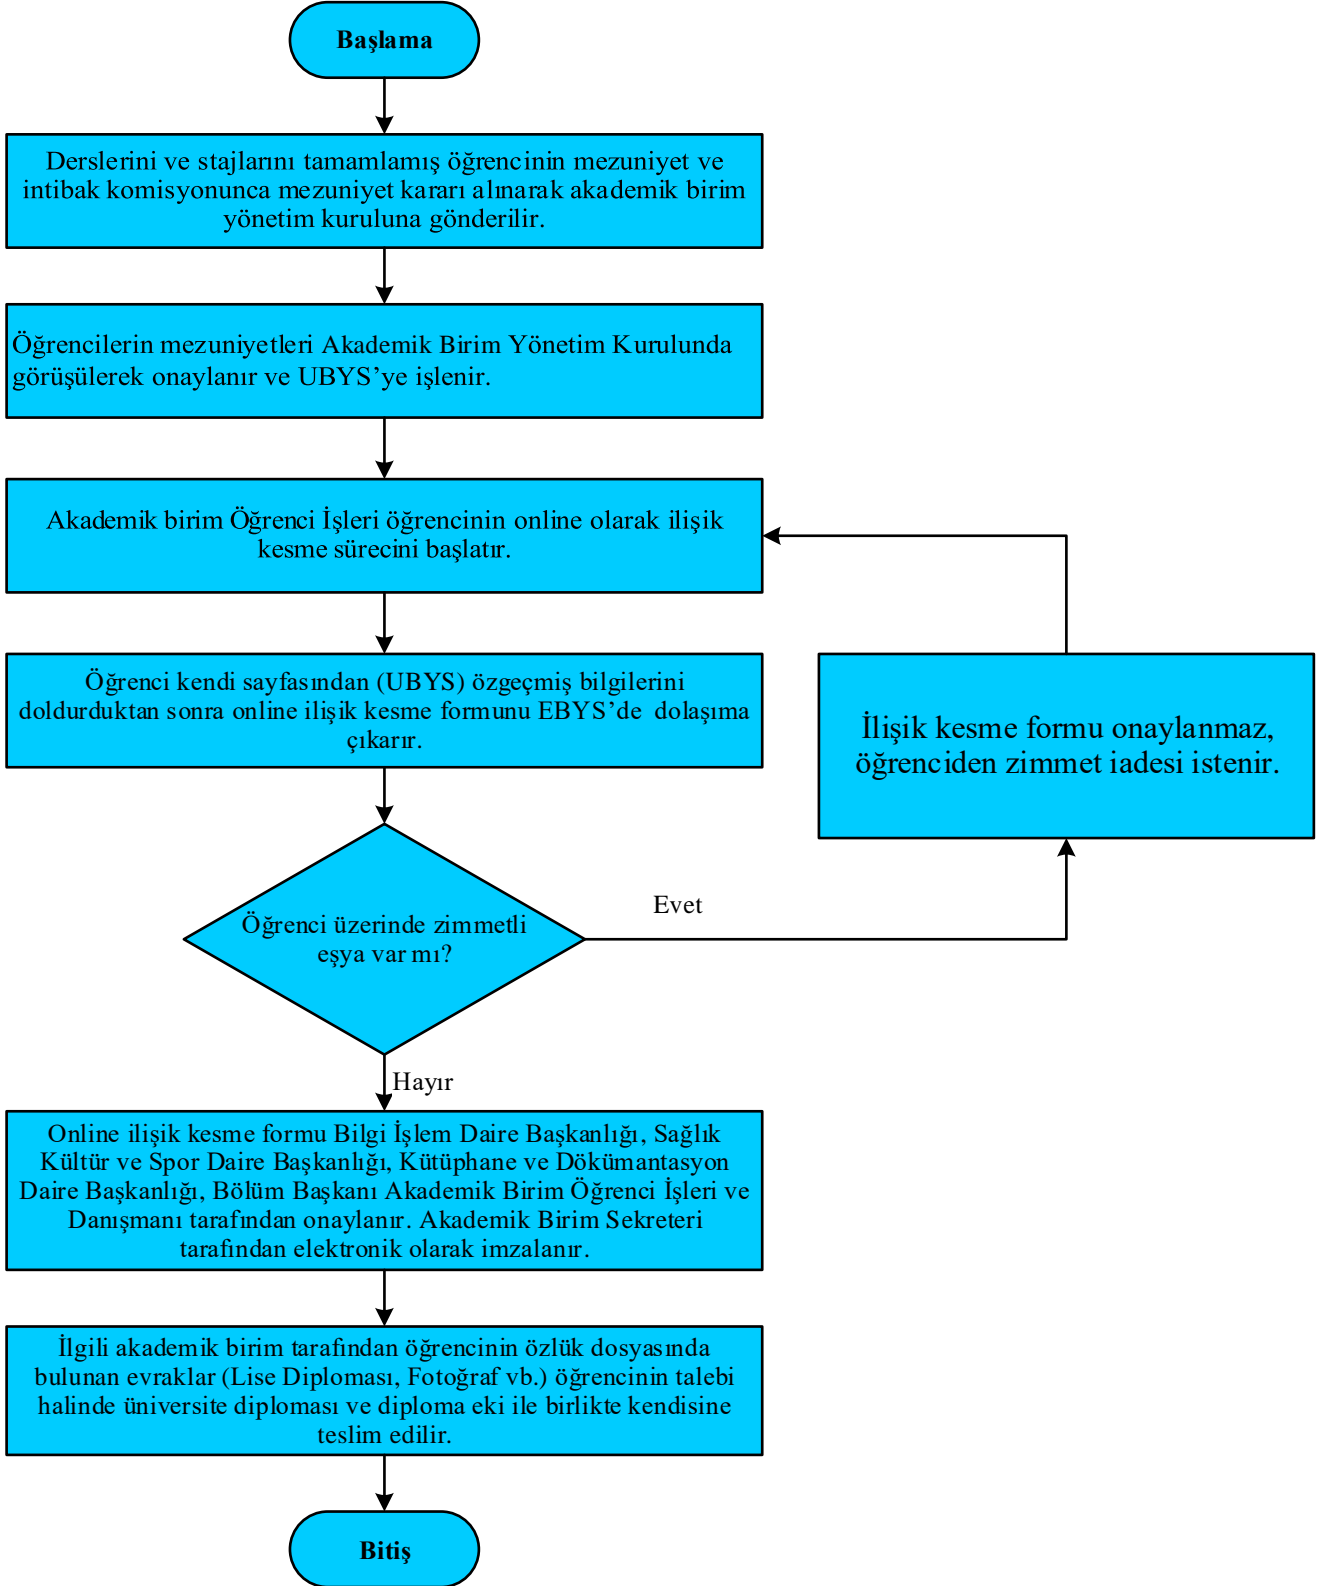 Başlama
Derslerini ve stajlarını tamamlamış öğrencinin mezuniyet ve
intibak komisyonunca mezuniyet kararı alınarak akademik birim
yönetim kuruluna gönderilir.
Öğrencilerin mezuniyetleri Akademik Birim Yönetim Kurulunda
görüşülerek onaylanır ve UBYS’ye işlenir.
Akademik birim Öğrenci İşleri öğrencinin online olarak ilişik
kesme sürecini başlatır.
Öğrenci kendi sayfasından (UBYS) özgeçmiş bilgilerini
doldurduktan sonra online ilişik kesme formunu EBYS’de dolaşıma
çıkarır.
İlişik kesme formu onaylanmaz,
öğrenciden zimmet iadesi istenir.
Evet
Öğrenci üzerinde zimmetli
eşya var mı?
Hayır
Online ilişik kesme formu Bilgi İşlem Daire Başkanlığı, Sağlık
Kültür ve Spor Daire Başkanlığı, Kütüphane ve Dökümantasyon
Daire Başkanlığı, Bölüm Başkanı Akademik Birim Öğrenci İşleri ve
Danışmanı tarafından onaylanır. Akademik Birim Sekreteri
tarafından elektronik olarak imzalanır.
İlgili akademik birim tarafından öğrencinin özlük dosyasında
bulunan evraklar (Lise Diploması, Fotoğraf vb.) öğrencinin talebi
halinde üniversite diploması ve diploma eki ile birlikte kendisine
teslim edilir.
Bitiş